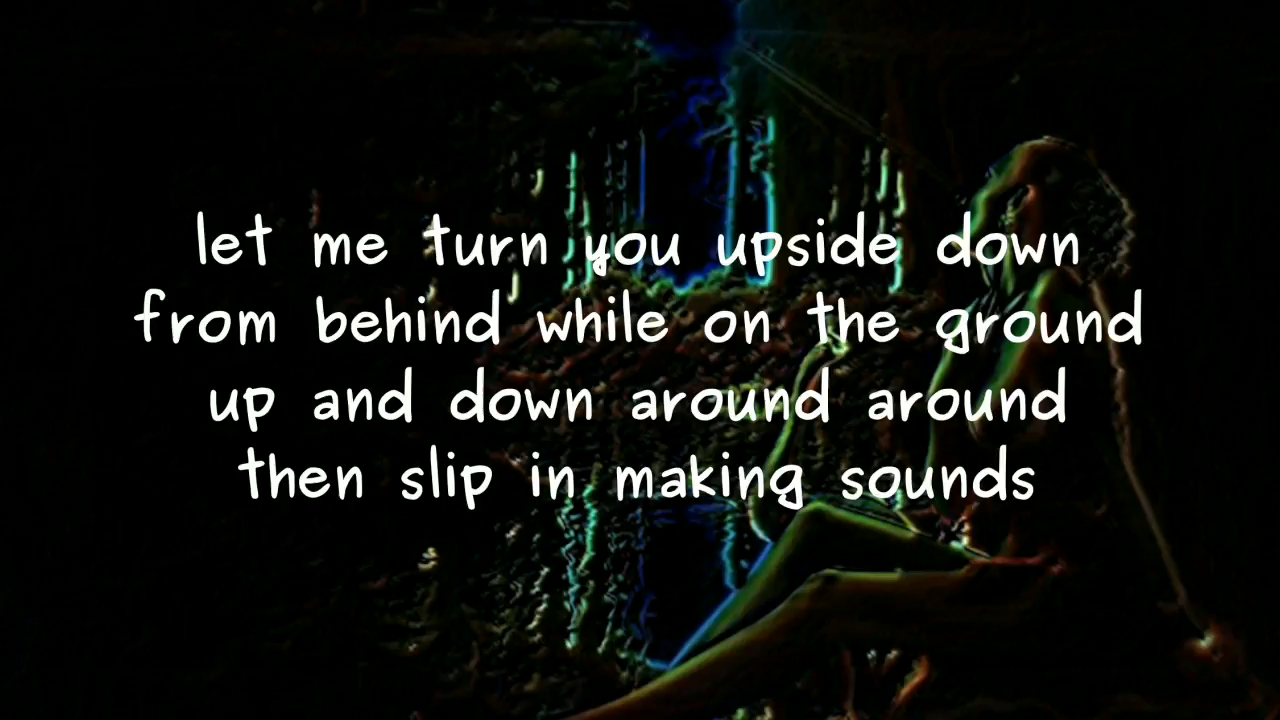 let me turn you upside down
from behind while on the ground
up and down around around
then slip in making sounds